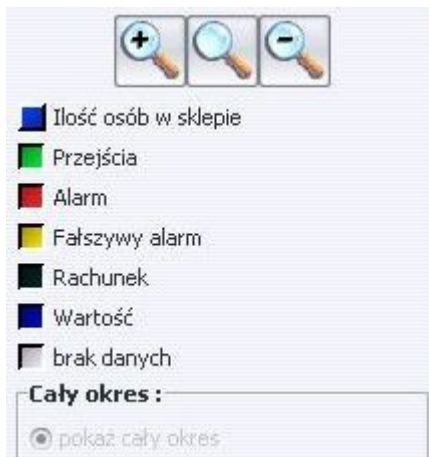 Ilość osób w sklepie
Przejścia
Alarm
Fałszywy alarm
Rachunek
Wartość
brak danych
Cały okres :
pokaż cały okres